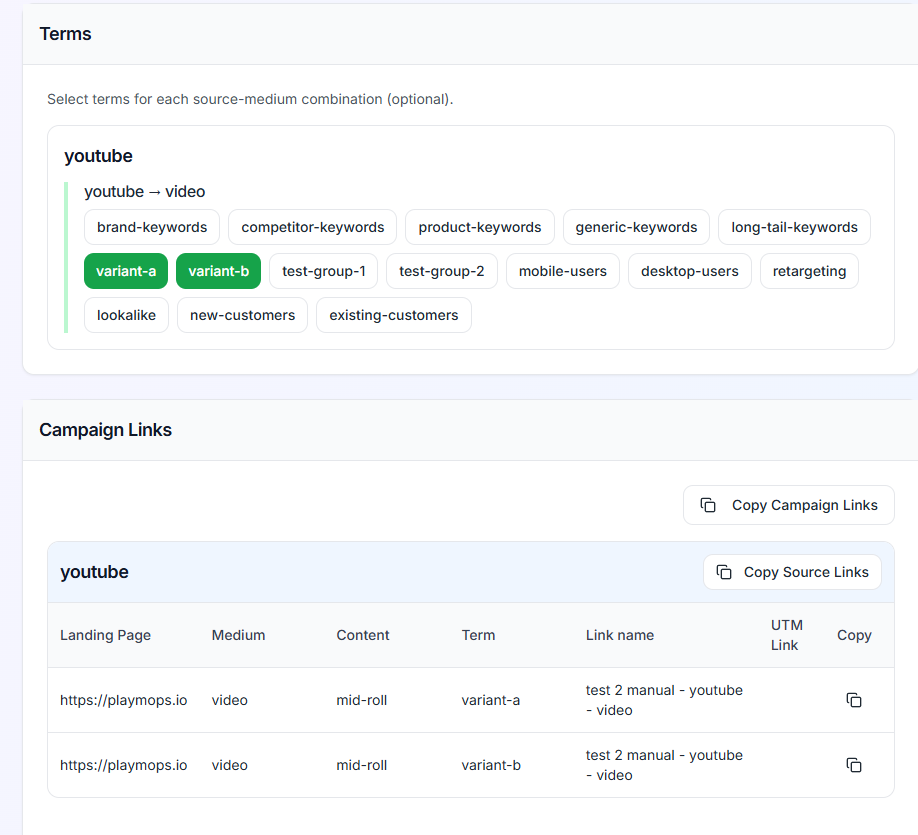 Terms
Select terms for each source-medium combination (optional).
youtube
youtube → video
brand-keywords competitor-keywords product-keywords generic-keywords long-tail-keywords
variant-a variant-b test-group-1 test-group-2 mobile-users desktop-users retargeting
lookalike new-customers existing-customers
Campaign Links
Copy Campaign Links
youtube Copy Source Links
Landing Page Medium Content Term Link name UTM Link Copy
https://playmops.io video mid-roll variant-a test 2 manual - youtube
- video
https://playmops.io video mid-roll variant-b test 2 manual - youtube
- video